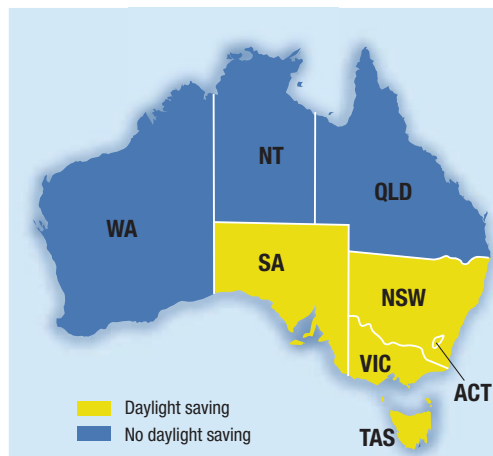 NT
QLD
WA
SA
NSW
VIC
ACT
TAS
Daylight saving
No daylight saving